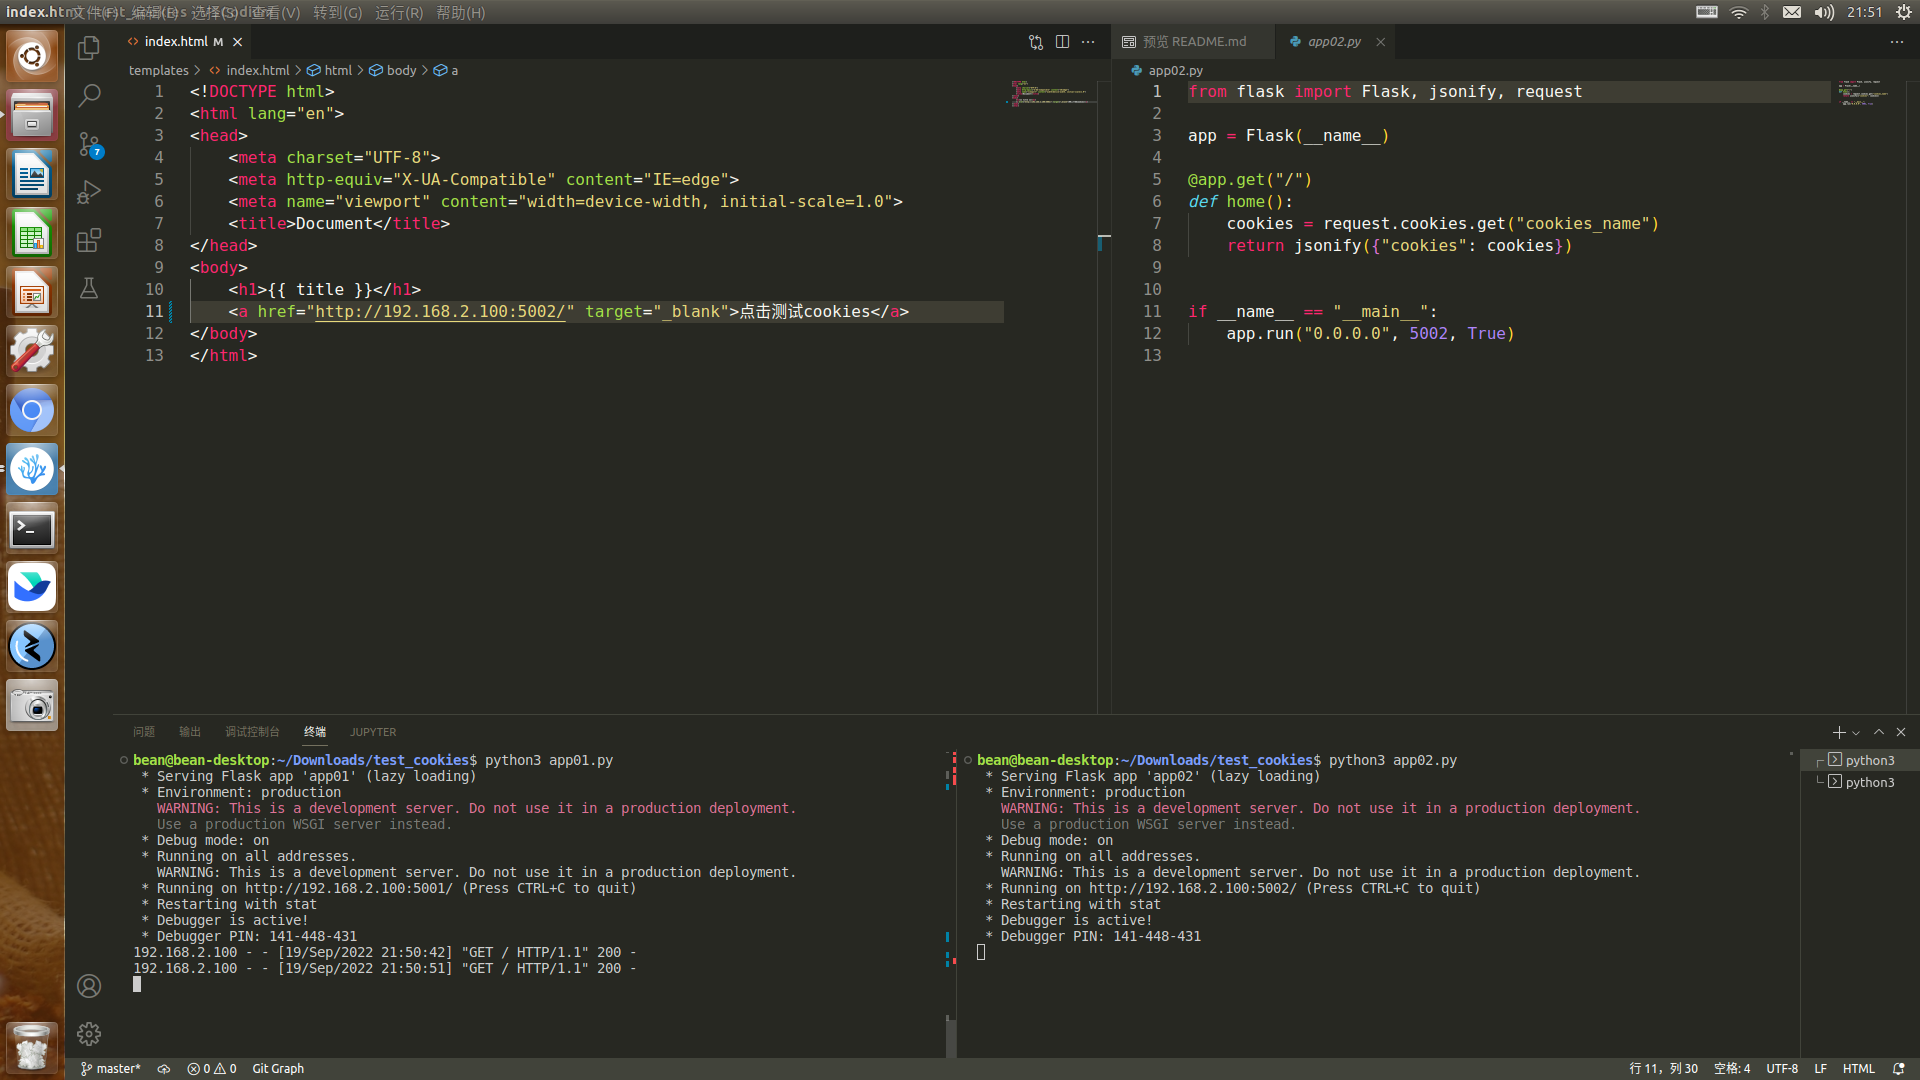 文件(F) 编辑(E) 选择(S) 查看(V) 转到(G) 运行(R) 帮助(H)
21:51
index.html M
templates > index.html > html > body > a
1 <!DOCTYPE html>
2 <html lang="en">
3 <head>
4 <meta charset="UTF-8">
5 <meta http-equiv="X-UA-Compatible" content="IE=edge">
6 <meta name="viewport" content="width=device-width, initial-scale=1.0">
7 <title>Document</title>
8 </head>
9 <body>
10 <h1>{{ title }}</h1>
11 <a href="http://192.168.2.100:5002/" target="_blank">点击测试cookies</a>
12 </body>
13 </html>
预览 README.md
app02.py
app02.py
1 from flask import Flask, jsonify, request
2
3 app = Flask(__name__)
4
5 @app.get("/")
6 def home():
7 cookies = request.cookies.get("cookies_name")
8 return jsonify({"cookies": cookies})
9
10
11 if __name__ == "__main__":
12 app.run("0.0.0.0", 5002, True)
13
7
问题 输出 调试控制台 终端 JUPYTER
bean@bean-desktop:~/Downloads/test_cookies$ python3 app01.py
* Serving Flask app 'app01' (lazy loading)
* Environment: production
WARNING: This is a development server. Do not use it in a production deployment.
Use a production WSGI server instead.
* Debug mode: on
* Running on all addresses.
WARNING: This is a development server. Do not use it in a production deployment.
* Running on http://192.168.2.100:5001/ (Press CTRL+C to quit)
* Restarting with stat
* Debugger is active!
* Debugger PIN: 141-448-431
192.168.2.100 - - [19/Sep/2022 21:50:42] "GET / HTTP/1.1" 200 -
192.168.2.100 - - [19/Sep/2022 21:50:51] "GET / HTTP/1.1" 200 -
bean@bean-desktop:~/Downloads/test_cookies$ python3 app02.py
* Serving Flask app 'app02' (lazy loading)
* Environment: production
WARNING: This is a development server. Do not use it in a production deployment.
Use a production WSGI server instead.
* Debug mode: on
* Running on all addresses.
WARNING: This is a development server. Do not use it in a production deployment.
* Running on http://192.168.2.100:5002/ (Press CTRL+C to quit)
* Restarting with stat
* Debugger is active!
* Debugger PIN: 141-448-431
python3
python3
master* 0 0 Git Graph
行 11，列 30 空格: 4 UTF-8 LF HTML